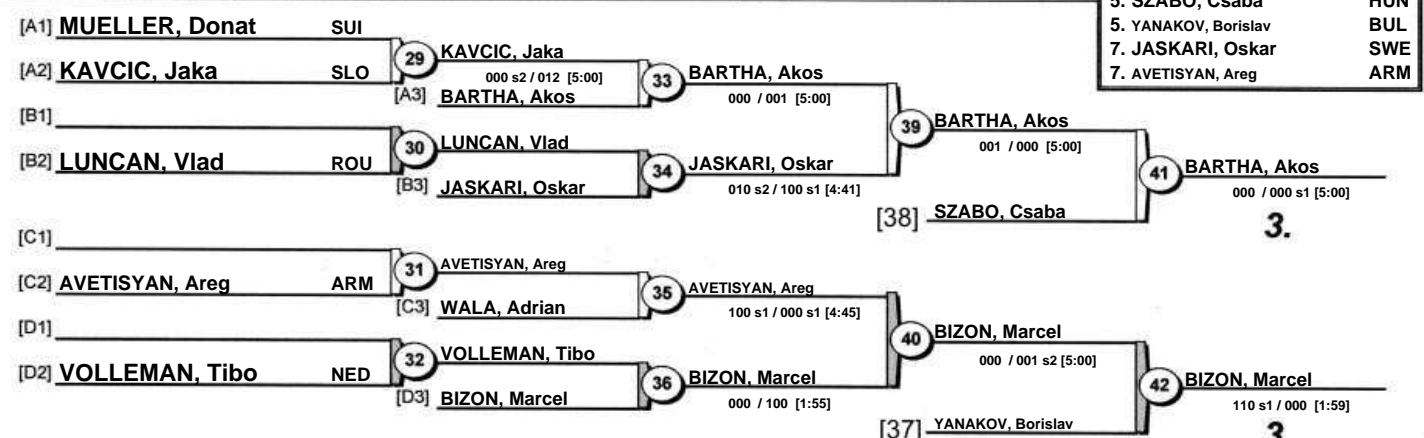 5. SZABO, Csaba HUN
5. YANAKOV, Borislav BUL
7. JASKARI, Oskar SWE
7. AVETISYAN, Areg ARM
[A1] MUELLER, Donat SUI
29
KAVCIC, Jaka
[A2] KAVCIC, Jaka SLO
000 s2 / 012 [5:00]
33
BARTHA, Akos
[A3] BARTHA, Akos
000 / 001 [5:00]
[B1]
39
BARTHA, Akos
30
LUNCAN, Vlad
001 / 000 [5:00]
[B2] LUNCAN, Vlad ROU
34
JASKARI, Oskar
41
BARTHA, Akos
[B3] JASKARI, Oskar
010 s2 / 100 s1 [4:41]
000 / 000 s1 [5:00]
[38] SZABO, Csaba
3.
[C1]
31
AVETISYAN, Areg
[C2] AVETISYAN, Areg ARM
35
AVETISYAN, Areg
[C3] WALA, Adrian
100 s1 / 000 s1 [4:45]
[D1]
40
BIZON, Marcel
32
VOLLEMAN, Tibo
000 / 001 s2 [5:00]
[D2] VOLLEMAN, Tibo NED
36
BIZON, Marcel
42
BIZON, Marcel
[D3] BIZON, Marcel
000 / 100 [1:55]
110 s1 / 000 [1:59]
[37] YANAKOV, Borislav
3